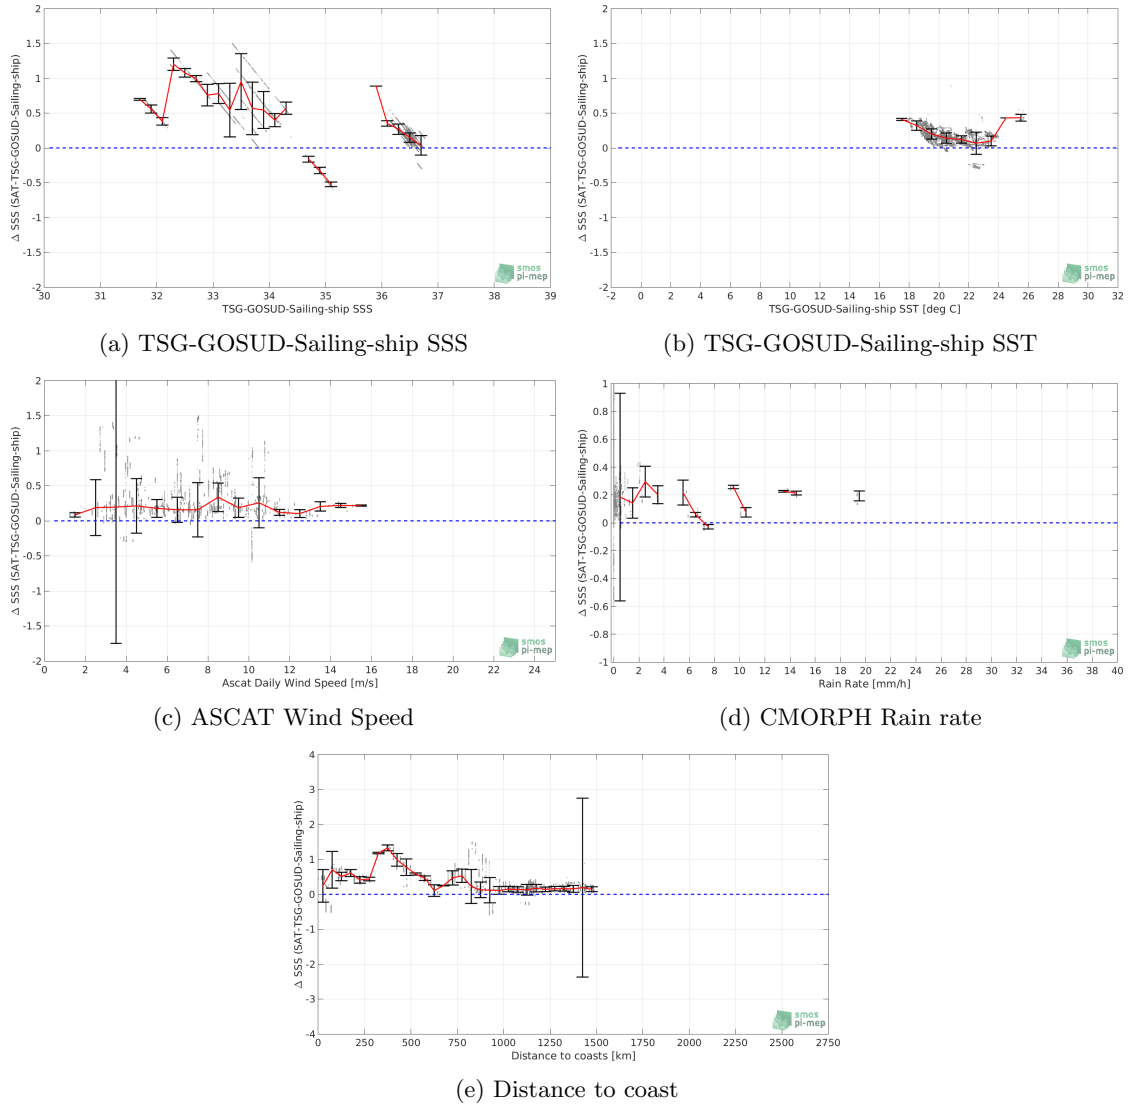 2
1.5
1
0.5
0
-0.5
-1
-1.5
-2
Δ SSS (SAT-TSG-GOSUD-Sailing-ship)
30 31 32 33 34 35 36 37 38 39
TSG-GOSUD-Sailing-ship SSS
smos
pi-mep
(a) TSG-GOSUD-Sailing-ship SSS
2
1.5
1
0.5
0
-0.5
-1
-1.5
-2
Δ SSS (SAT-TSG-GOSUD-Sailing-ship)
-2 0 2 4 6 8 10 12 14 16 18 20 22 24 26 28 30 32
TSG-GOSUD-Sailing-ship SST [deg C]
smos
pi-mep
(b) TSG-GOSUD-Sailing-ship SST
2
1.5
1
0.5
0
-0.5
-1
-1.5
-2
Δ SSS (SAT-TSG-GOSUD-Sailing-ship)
2 4 6 8 10 12 14 16 18 20 22 24
Ascat Daily Wind Speed [m/s]
smos
pi-mep
(c) ASCAT Wind Speed
1
0.8
0.6
0.4
0.2
0
-0.2
-0.4
-0.6
-0.8
-1
Δ SSS (SAT-TSG-GOSUD-Sailing-ship)
0 2 4 6 8 10 12 14 16 18 20 22 24 26 28 30 32 34 36 38 40
Rain Rate [mm/h]
smos
pi-mep
(d) CMORPH Rain rate
4
3
2
1
0
-1
-2
-3
-4
Δ SSS (SAT-TSG-GOSUD-Sailing-ship)
0 250 500 750 1000 1250 1500 1750 2000 2250 2500 2750
Distance to coasts [km]
smos
pi-mep
(e) Distance to coast